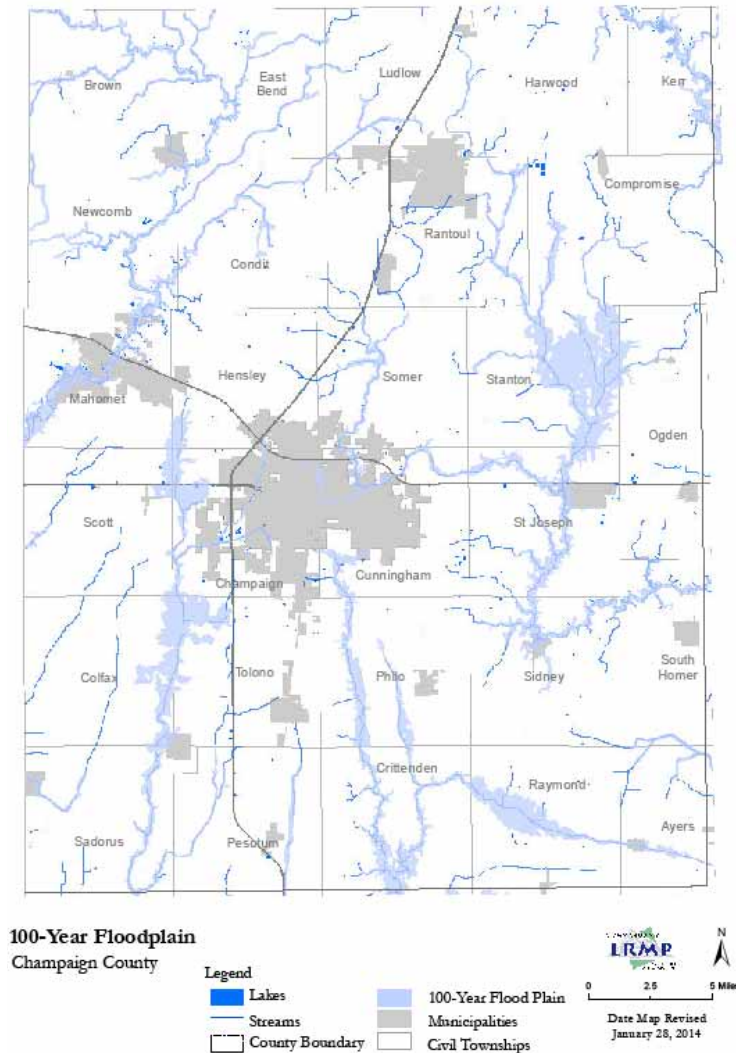 Ludlow
East
Bend
Brown
Harwood
Kerr
Compromise
Newcomb
Rantoul
Condit
Hensley
Somer
Stanton
Mahomet
Ogden
Scott
St Joseph
Champaign
Cunningham
Colfax
Tolono
Philo
Sidney
South
Homer
Crittenden
Raymond
Sadorus
Pesotum
Ayers
100-Year Floodplain
Champaign County
Legend
Lakes
Streams
County Boundary
100-Year Flood Plain
Municipalities
Civil Townships
LRMP
N
0 2.5 5 Miles
Date Map Revised
January 28, 2014